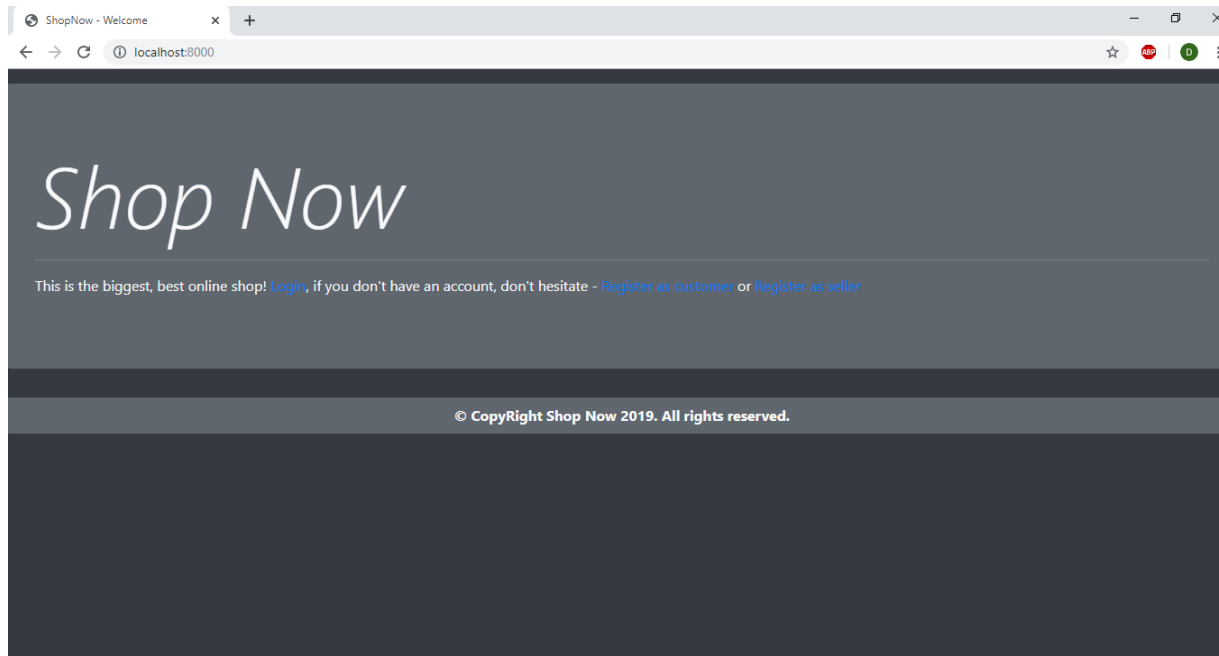 ShopNow - Welcome
localhost:8000
ABP
D
Shop Now
This is the biggest, best online shop! Login, if you don't have an account, don't hesitate - Register as customer or Register as seller
© CopyRight Shop Now 2019. All rights reserved.